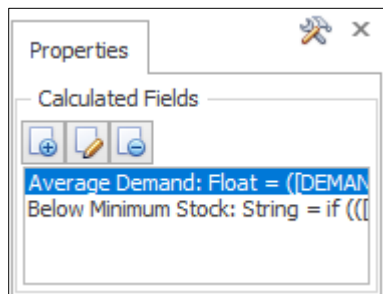 Properties
Calculated Fields
Average Demand: Float = ([DEMAN
Below Minimum Stock: String = if (([